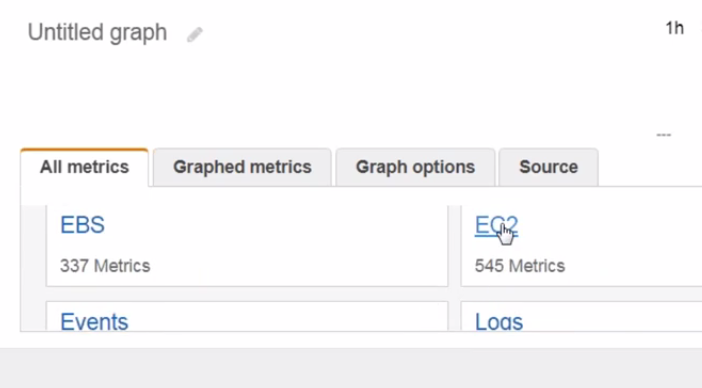 Untitled graph
1h
All metrics Graphed metrics Graph options Source
EBS EC2
337 Metrics 545 Metrics
Events Logs